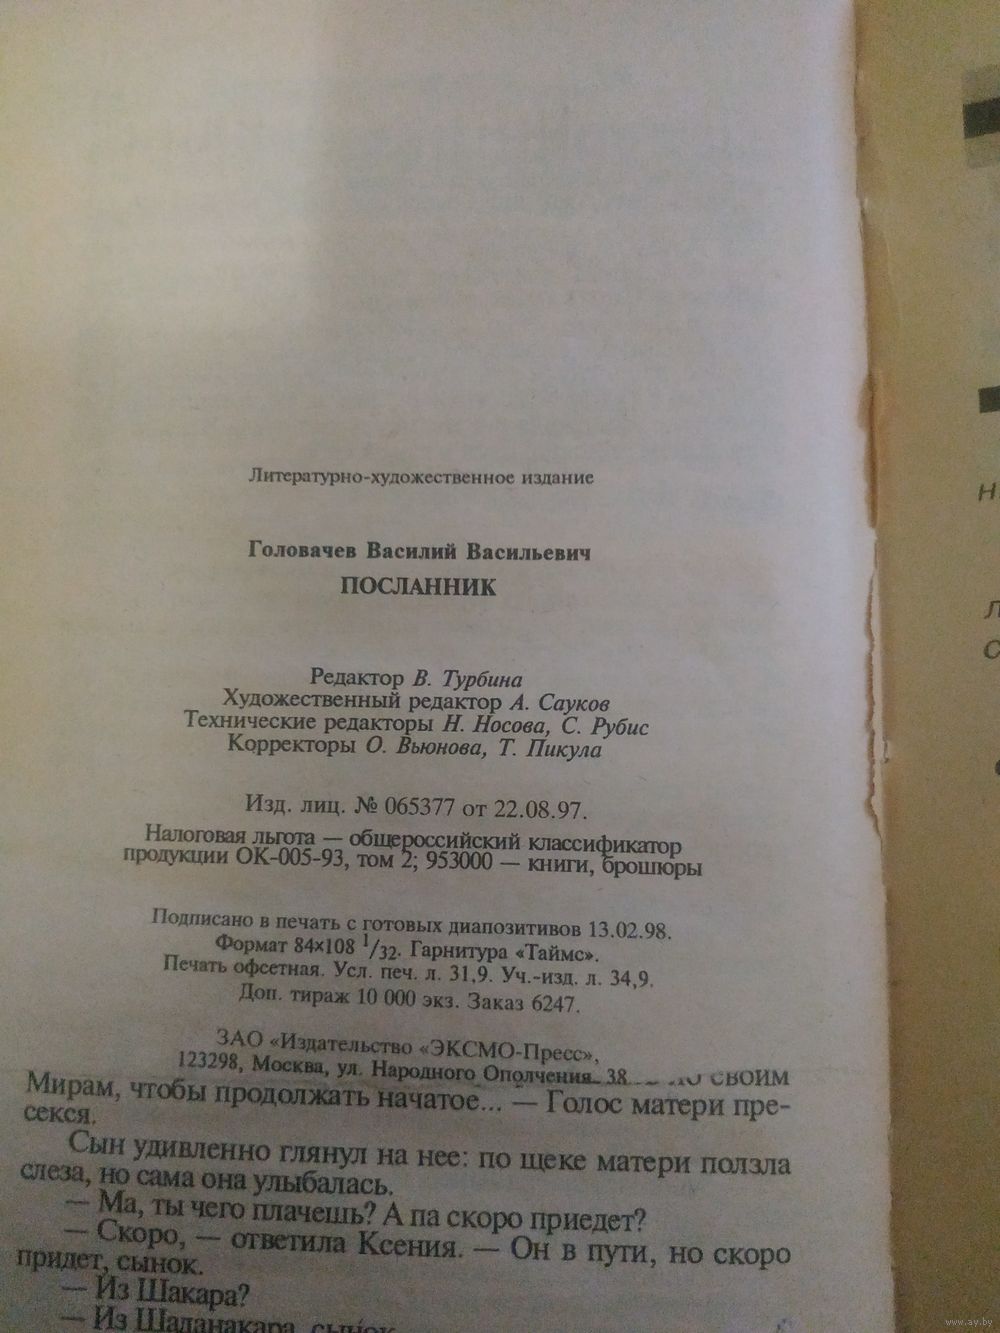 Литературно-художественное издание
Головачев Василий Васильевич
ПОСЛАННИК
Редактор В. Турбина
Художественный редактор А. Сауков
Технические редакторы Н. Носова, С. Рубис
Корректоры О. Вьюнова, Т. Пикула
Изд. лиц. № 065377 от 22.08.97.
Налоговая льгота — общероссийский классификатор
продукции ОК-005-93, том 2; 953000 — книги, брошюры
Подписано в печать с готовых диапозитивов 13.02.98.
Формат 84×108 1/32. Гарнитура «Таймс».
Печать офсетная. Усл. печ. л. 31,9. Уч.-изд. л. 34,9.
Доп. тираж 10 000 экз. Заказ 6247.
ЗАО «Издательство «ЭКСМО-Пресс»,
123298, Москва, ул. Народного Ополчения, 38
СВОИМ
Мирам, чтобы продолжать начатое... — Голос матери пре-
секся.
Сын удивленно глянул на нее: по щеке матери ползла
слеза, но сама она улыбалась.
— Ма, ты чего плачешь? А па скоро приедет?
— Скоро, — ответила Ксения. — Он в пути, но скоро
придет, сынок.
— Из Шакара?
— Из Шаданакара, сынок
www.ay.by